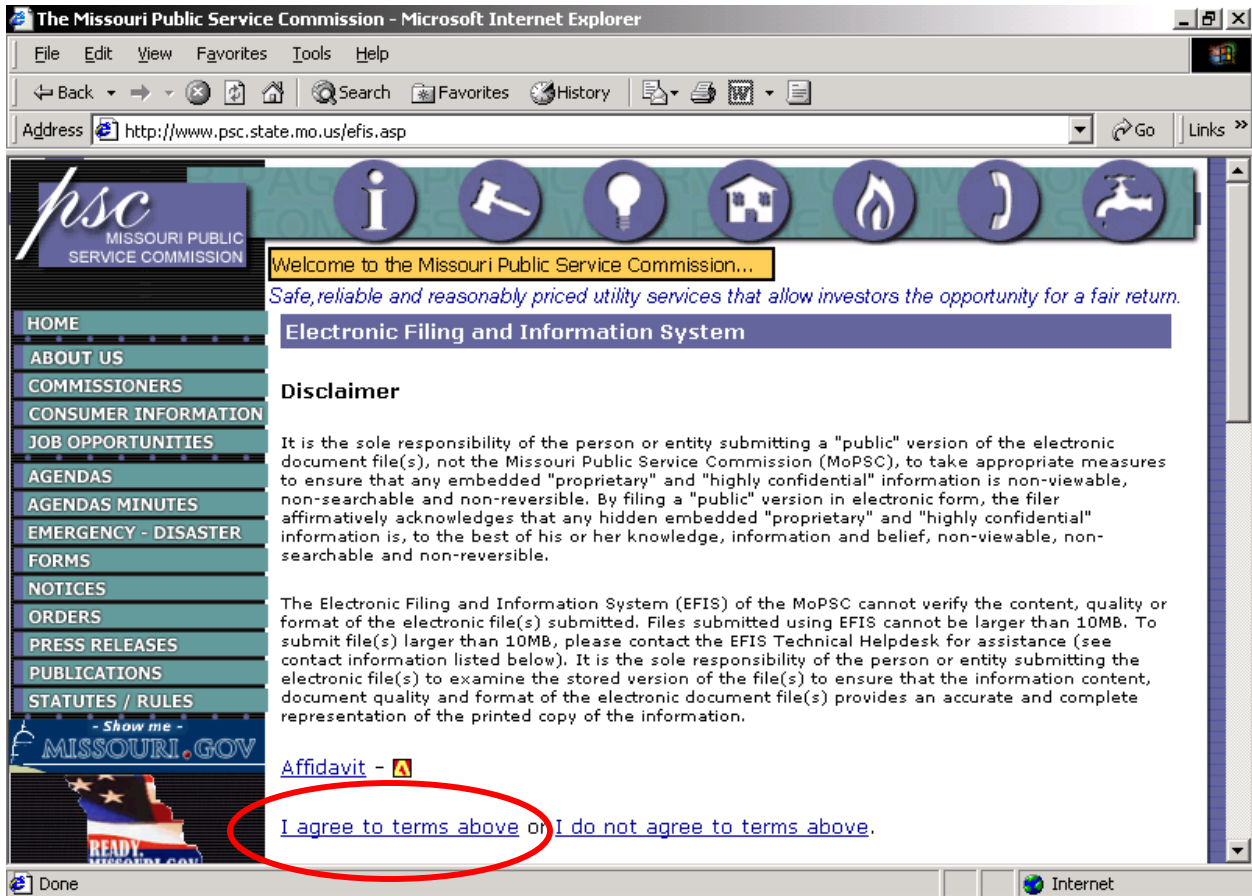 The Missouri Public Service Commission - Microsoft Internet Explorer
File Edit View Favorites Tools Help
Back Search Favorites History
Address http://www.psc.state.mo.us/efis.asp Go Links »
psc
MISSOURI PUBLIC
SERVICE COMMISSION
Welcome to the Missouri Public Service Commission...
Safe, reliable and reasonably priced utility services that allow investors the opportunity for a fair return.
HOME
ABOUT US
COMMISSIONERS
CONSUMER INFORMATION
JOB OPPORTUNITIES
AGENDAS
AGENDAS MINUTES
EMERGENCY - DISASTER
FORMS
NOTICES
ORDERS
PRESS RELEASES
PUBLICATIONS
STATUTES / RULES
- Show me -
MISSOURI.GOV
READY.
MISSOURI.GOV
Electronic Filing and Information System
Disclaimer
It is the sole responsibility of the person or entity submitting a "public" version of the electronic
document file(s), not the Missouri Public Service Commission (MoPSC), to take appropriate measures
to ensure that any embedded "proprietary" and "highly confidential" information is non-viewable,
non-searchable and non-reversible. By filing a "public" version in electronic form, the filer
affirmatively acknowledges that any hidden embedded "proprietary" and "highly confidential"
information is, to the best of his or her knowledge, information and belief, non-viewable, non-
searchable and non-reversible.
The Electronic Filing and Information System (EFIS) of the MoPSC cannot verify the content, quality or
format of the electronic file(s) submitted. Files submitted using EFIS cannot be larger than 10MB. To
submit file(s) larger than 10MB, please contact the EFIS Technical Helpdesk for assistance (see
contact information listed below). It is the sole responsibility of the person or entity submitting the
electronic file(s) to examine the stored version of the file(s) to ensure that the information content,
document quality and format of the electronic document file(s) provides an accurate and complete
representation of the printed copy of the information.
Affidavit -
I agree to terms above or I do not agree to terms above.
Done Internet